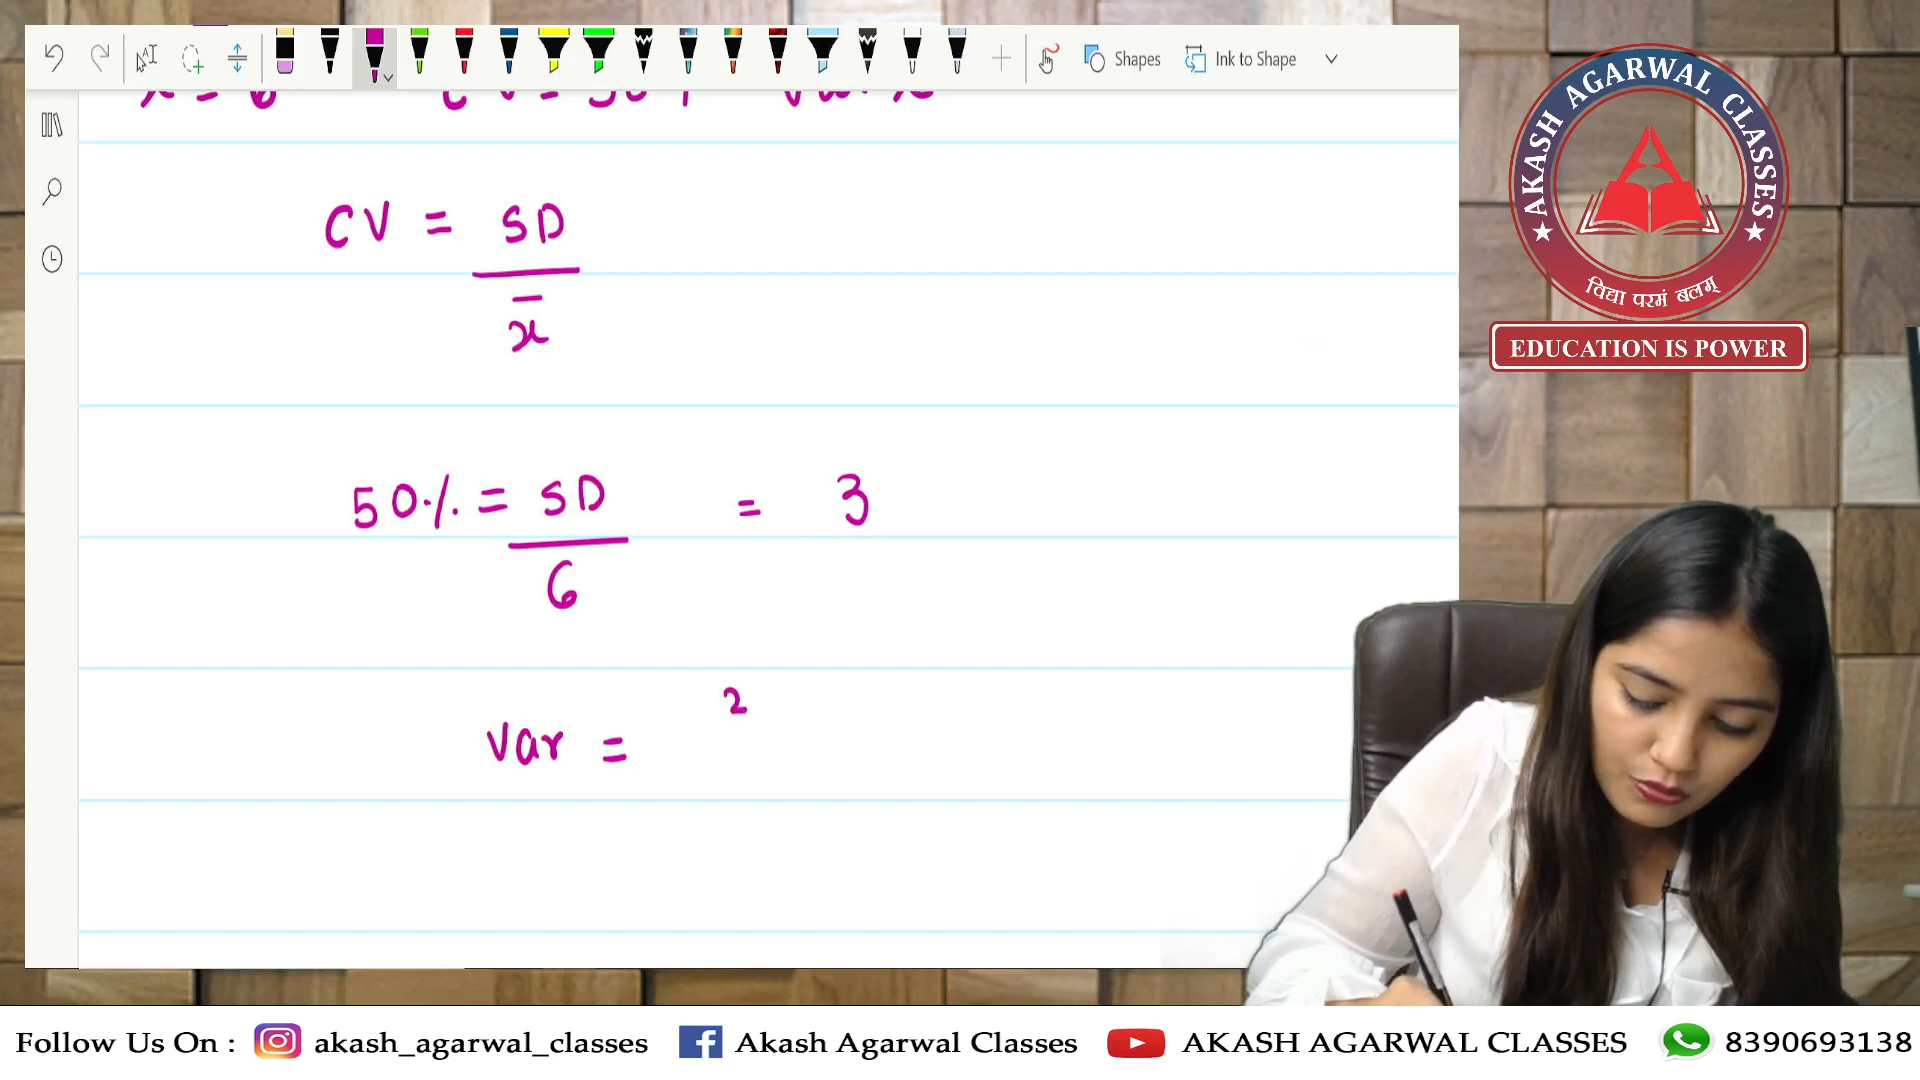 Shapes Ink to Shape
CV = SD
x̄
50% = SD = 3
6
2
Var =
AKASH AGARWAL CLASSES
विद्या परमं बलम्
EDUCATION IS POWER
Follow Us On : akash_agarwal_classes Akash Agarwal Classes AKASH AGARWAL CLASSES 8390693138